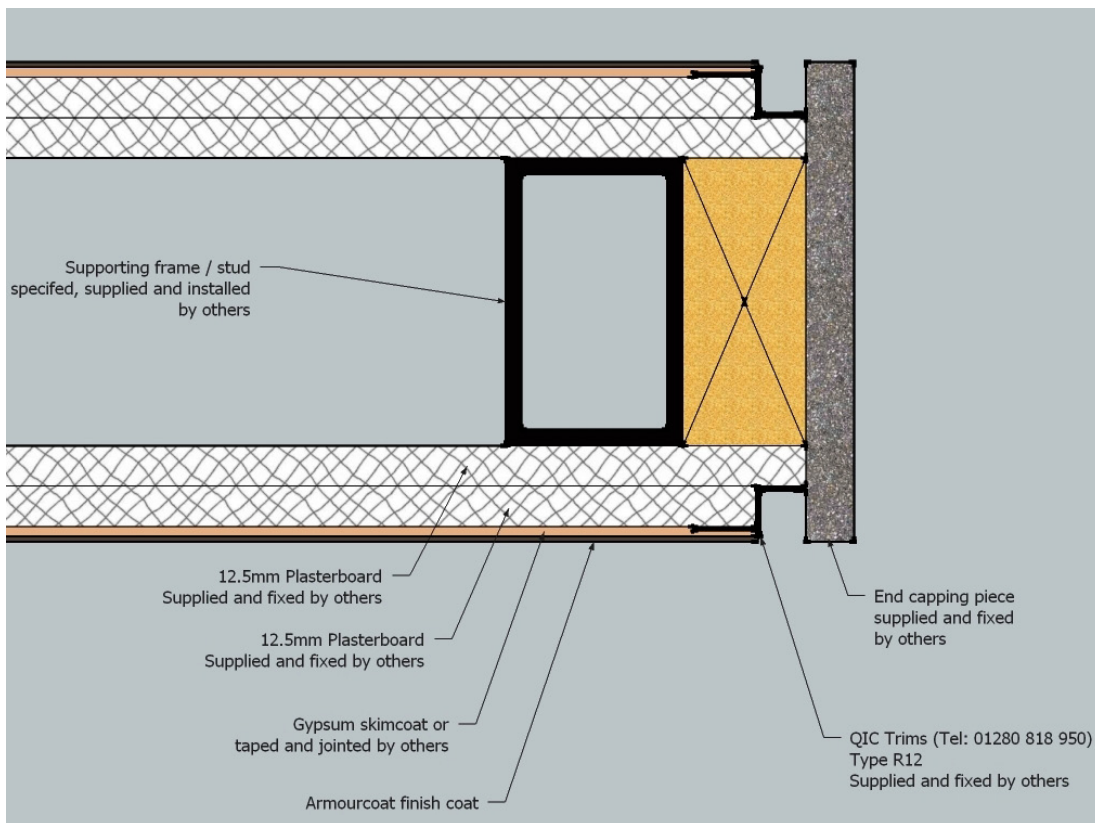 Supporting frame / stud
specifed, supplied and installed
by others
12.5mm Plasterboard
Supplied and fixed by others
12.5mm Plasterboard
Supplied and fixed by others
Gypsum skimcoat or
taped and jointed by others
Armourcoat finish coat
End capping piece
supplied and fixed
by others
QIC Trims (Tel: 01280 818 950)
Type R12
Supplied and fixed by others